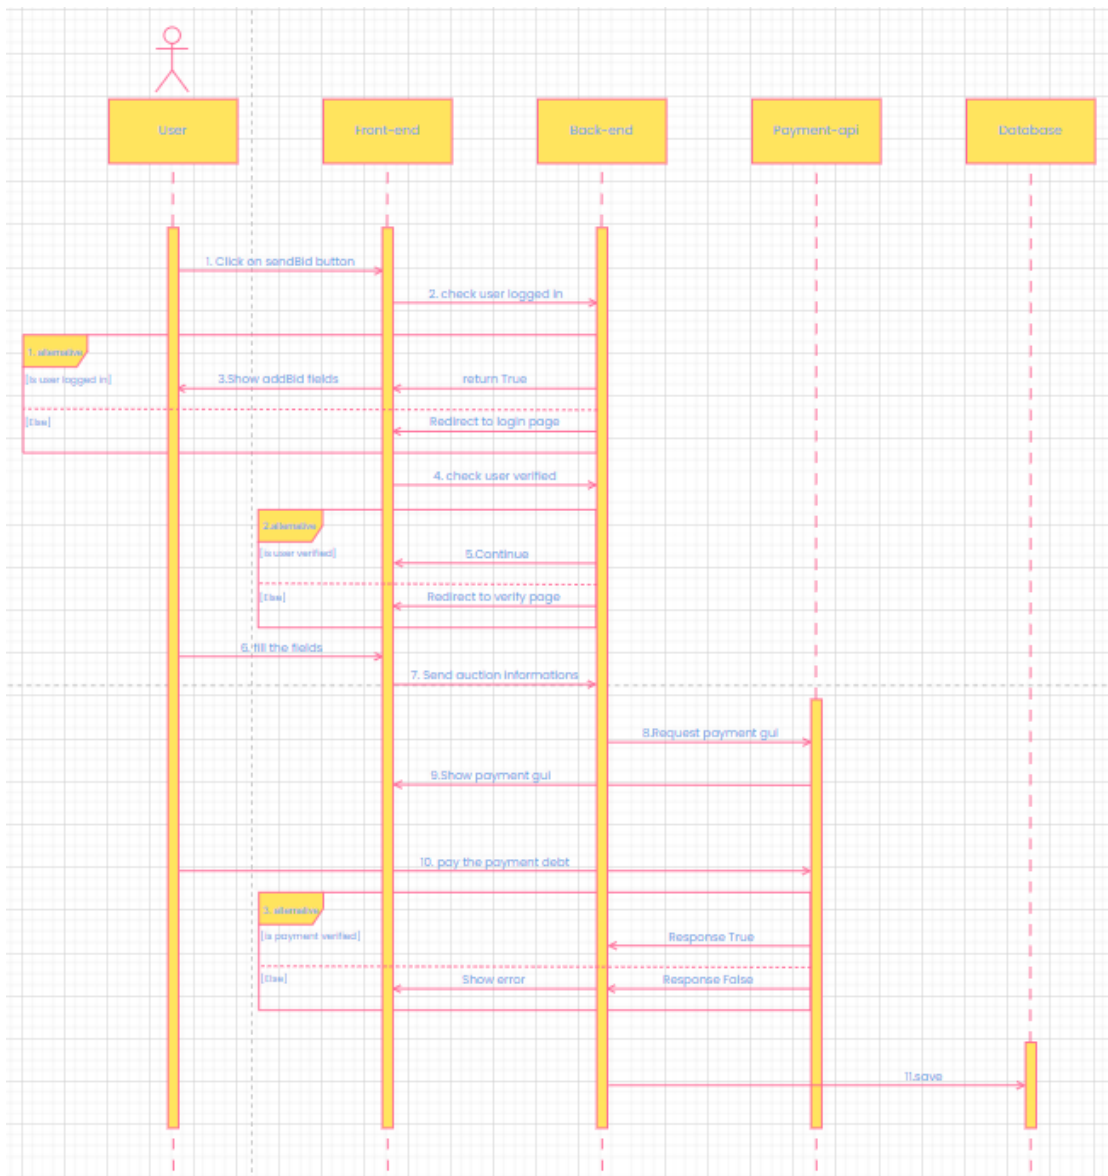 User
Front-end
Back-end
Payment-api
Database
1. Click on sendBid button
2. check user logged in
1. alternative
[Is user logged in]
3.Show addBid fields
return True
[Else]
Redirect to login page
4. check user verified
2.alternative
[Is user verified]
5.Continue
[Else]
Redirect to verify page
6. fill the fields
7. Send auction informations
8.Request payment gui
9.Show payment gui
10. pay the payment debt
3. alternative
[Is payment verified]
Response True
[Else]
Show error
Response False
11.save